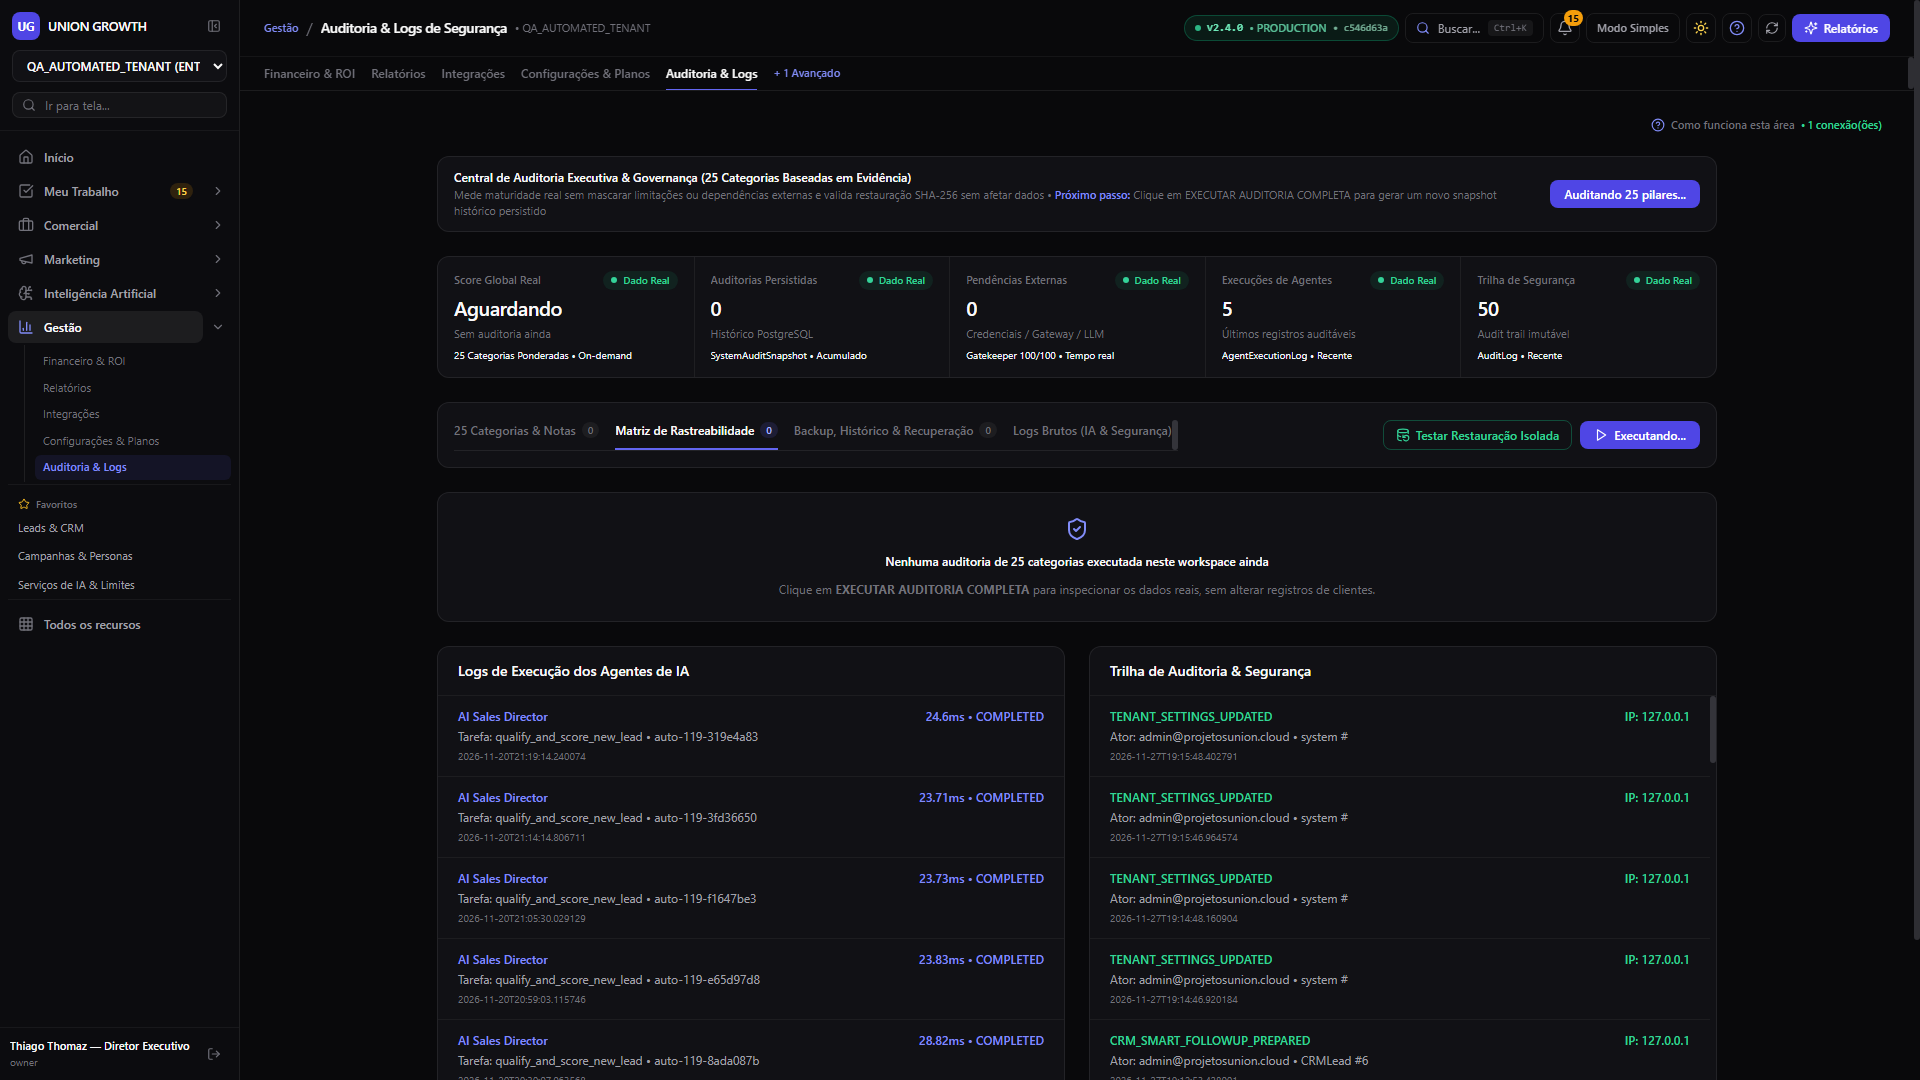 UG UNION GROWTH
QA_AUTOMATED_TENANT (ENT
Ir para tela...
Início
Meu Trabalho 15
Comercial
Marketing
Inteligência Artificial
Gestão
Financeiro & ROI
Relatórios
Integrações
Configurações & Planos
Auditoria & Logs
Favoritos
Leads & CRM
Campanhas & Personas
Serviços de IA & Limites
Todos os recursos
Thiago Thomaz — Diretor Executivo
owner
Gestão / Auditoria & Logs de Segurança • QA_AUTOMATED_TENANT
v2.4.0 • PRODUCTION • c546d63a
Buscar... Ctrl+K
15
Modo Simples
Relatórios
Financeiro & ROI Relatórios Integrações Configurações & Planos Auditoria & Logs + 1 Avançado
Como funciona esta área • 1 conexão(ões)
Central de Auditoria Executiva & Governança (25 Categorias Baseadas em Evidência)
Mede maturidade real sem mascarar limitações ou dependências externas e valida restauração SHA-256 sem afetar dados • Próximo passo: Clique em EXECUTAR AUDITORIA COMPLETA para gerar um novo snapshot
histórico persistido
Auditando 25 pilares...
Score Global Real Dado Real
Aguardando
Sem auditoria ainda
25 Categorias Ponderadas • On-demand
Auditorias Persistidas Dado Real
0
Histórico PostgreSQL
SystemAuditSnapshot • Acumulado
Pendências Externas Dado Real
0
Credenciais / Gateway / LLM
Gatekeeper 100/100 • Tempo real
Execuções de Agentes Dado Real
5
Últimos registros auditáveis
AgentExecutionLog • Recente
Trilha de Segurança Dado Real
50
Audit trail imutável
AuditLog • Recente
25 Categorias & Notas 0 Matriz de Rastreabilidade 0 Backup, Histórico & Recuperação 0 Logs Brutos (IA & Segurança)
Testar Restauração Isolada
Executando...
Nenhuma auditoria de 25 categorias executada neste workspace ainda
Clique em EXECUTAR AUDITORIA COMPLETA para inspecionar os dados reais, sem alterar registros de clientes.
Logs de Execução dos Agentes de IA
AI Sales Director 24.6ms • COMPLETED
Tarefa: qualify_and_score_new_lead • auto-119-319e4a83
2026-11-20T21:19:14.240074
AI Sales Director 23.71ms • COMPLETED
Tarefa: qualify_and_score_new_lead • auto-119-3fd36650
2026-11-20T21:14:14.806711
AI Sales Director 23.73ms • COMPLETED
Tarefa: qualify_and_score_new_lead • auto-119-f1647be3
2026-11-20T21:05:30.029129
AI Sales Director 23.83ms • COMPLETED
Tarefa: qualify_and_score_new_lead • auto-119-e65d97d8
2026-11-20T20:59:03.115746
AI Sales Director 28.82ms • COMPLETED
Tarefa: qualify_and_score_new_lead • auto-119-8ada087b
Trilha de Auditoria & Segurança
TENANT_SETTINGS_UPDATED IP: 127.0.0.1
Ator: admin@projetosunion.cloud • system #
2026-11-27T19:15:48.402791
TENANT_SETTINGS_UPDATED IP: 127.0.0.1
Ator: admin@projetosunion.cloud • system #
2026-11-27T19:15:46.964574
TENANT_SETTINGS_UPDATED IP: 127.0.0.1
Ator: admin@projetosunion.cloud • system #
2026-11-27T19:14:48.160904
TENANT_SETTINGS_UPDATED IP: 127.0.0.1
Ator: admin@projetosunion.cloud • system #
2026-11-27T19:14:46.920184
CRM_SMART_FOLLOWUP_PREPARED IP: 127.0.0.1
Ator: admin@projetosunion.cloud • CRMLead #6